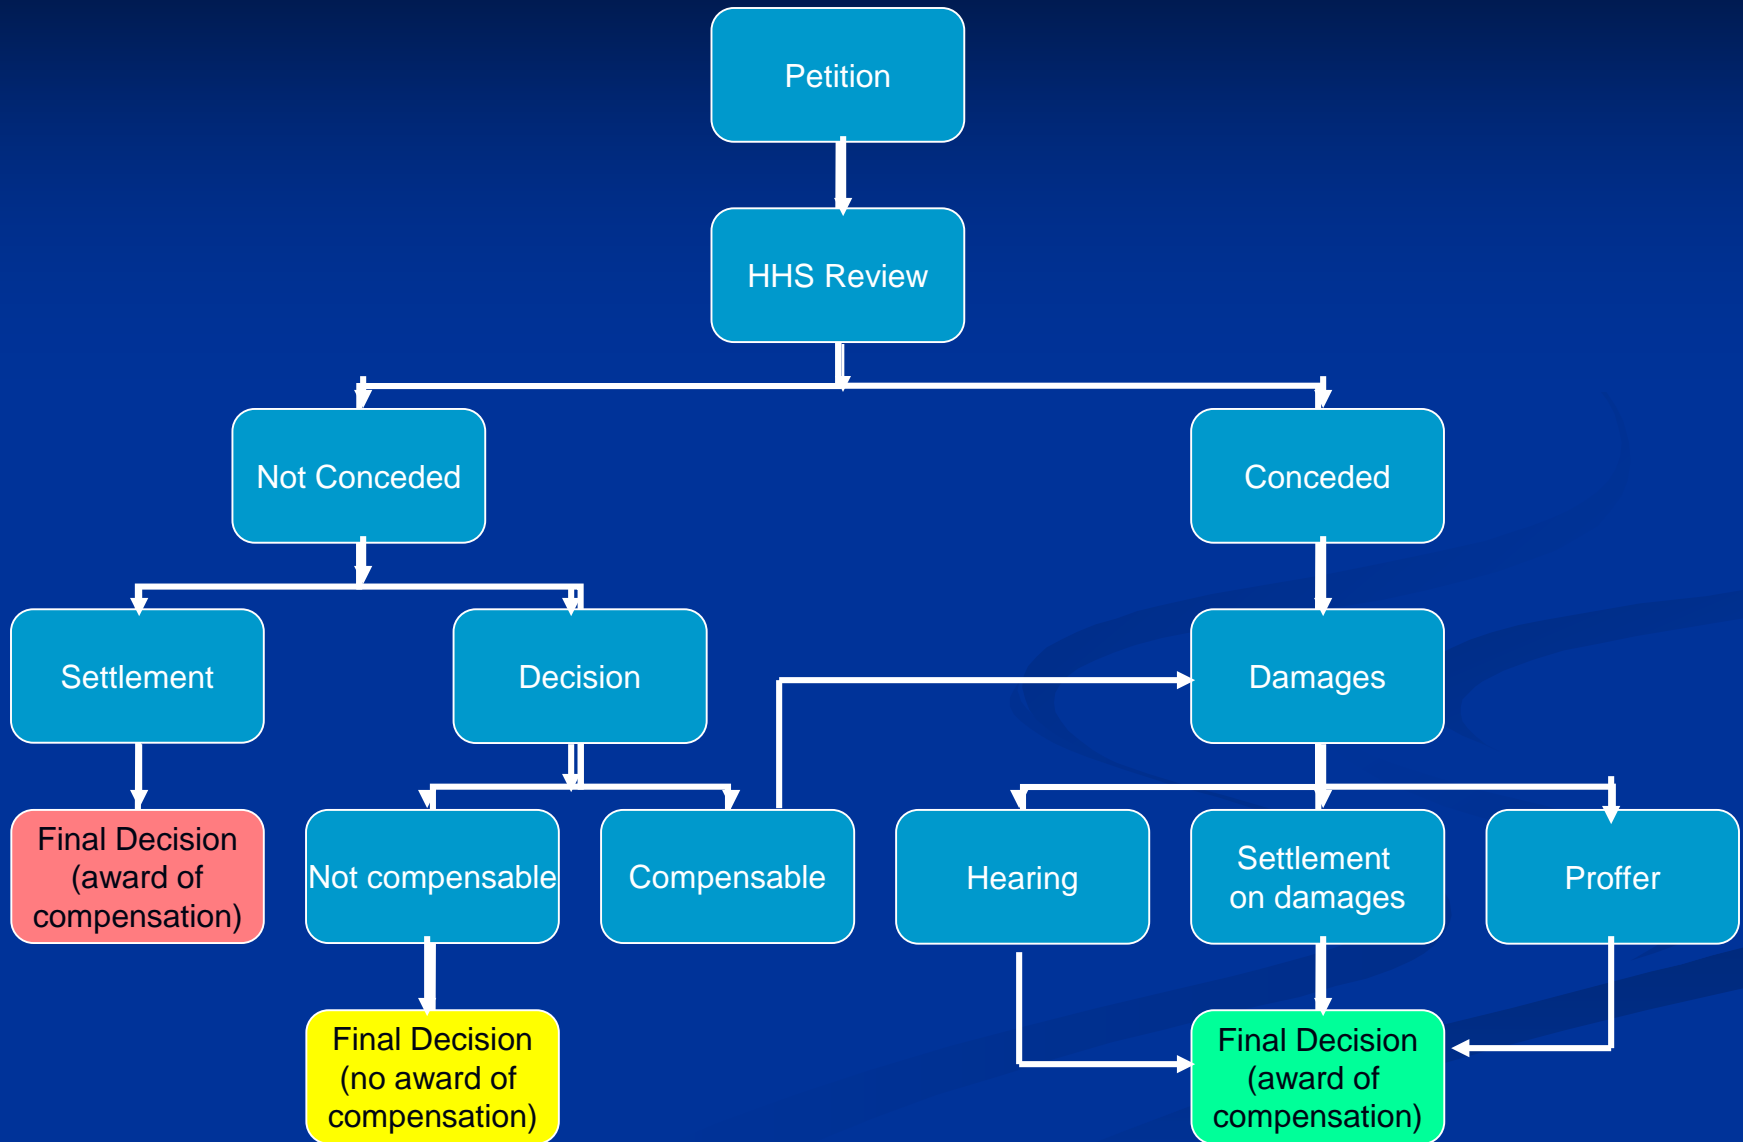 Petition
HHS Review
Not Conceded
Conceded
Settlement
Decision
Damages
Final Decision
(award of
compensation)
Not compensable
Compensable
Hearing
Settlement
on damages
Proffer
Final Decision
(no award of
compensation)
Final Decision
(award of
compensation)